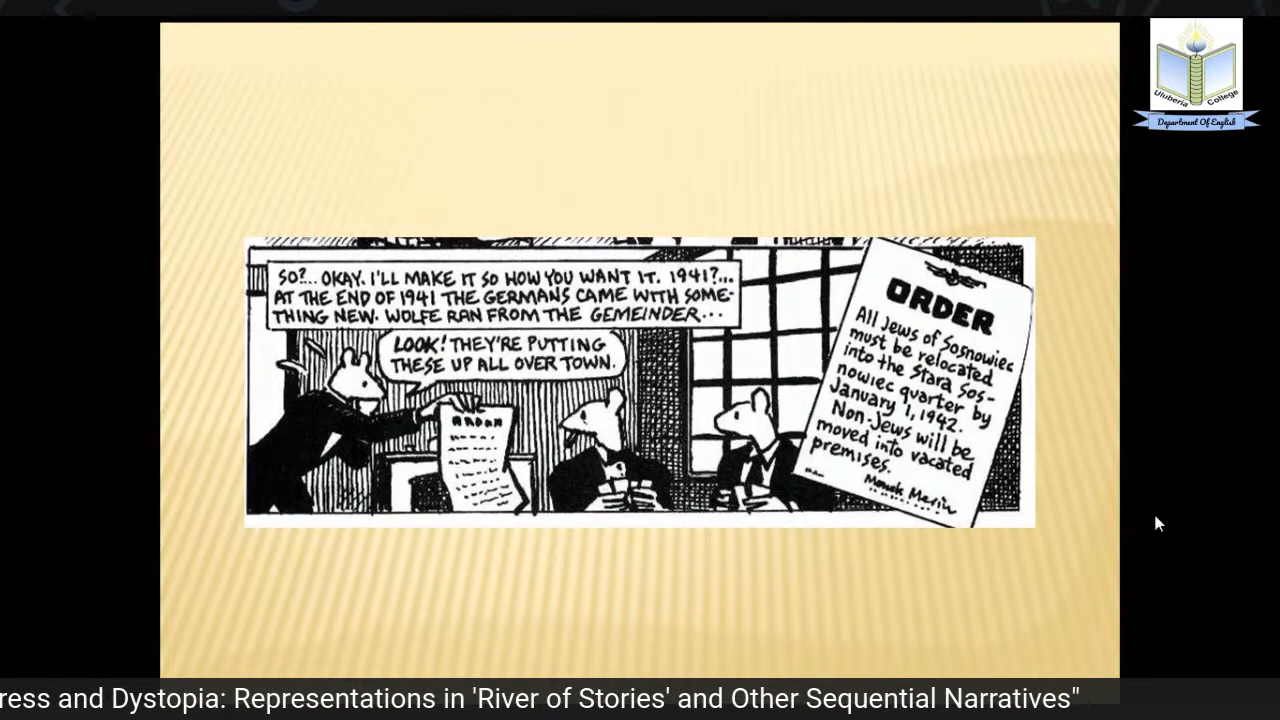 Uluberia College
Department Of English
SO?... OKAY. I'LL MAKE IT SO HOW YOU WANT IT. 1941?...
AT THE END OF 1941 THE GERMANS CAME WITH SOME-
THING NEW. WOLFE RAN FROM THE GEMEINDER...
LOOK! THEY'RE PUTTING
THESE UP ALL OVER TOWN.
ORDER
ORDER
All Jews of Sosnowiec
must be relocated
into the Stara Sos-
nowiec quarter by
January 1, 1942.
Non-Jews will be
moved into vacated
premises.
Monek Merin
ress and Dystopia: Representations in 'River of Stories' and Other Sequential Narratives"